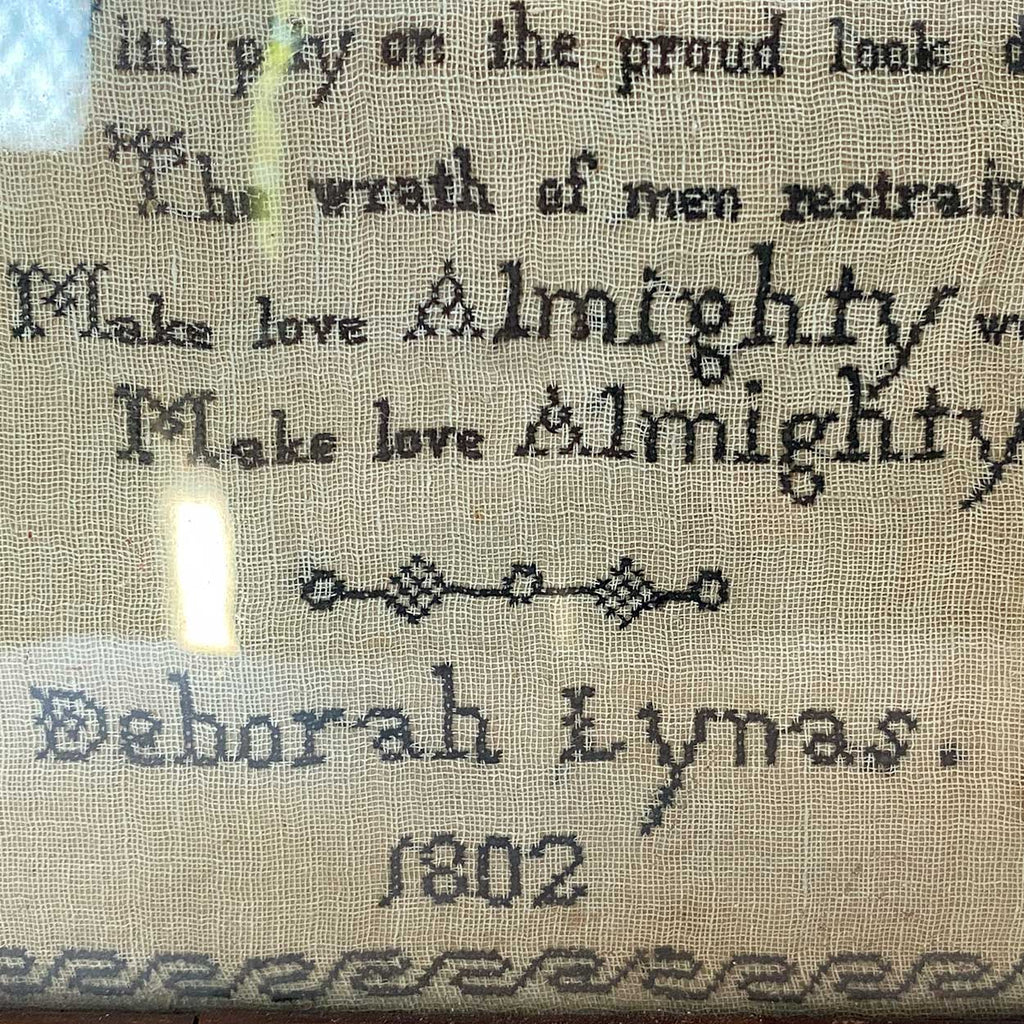 ith pity on the proud look d
The wrath of men restrain
Make love Almighty w
Make love Almighty
Deborah Lynas.
1802